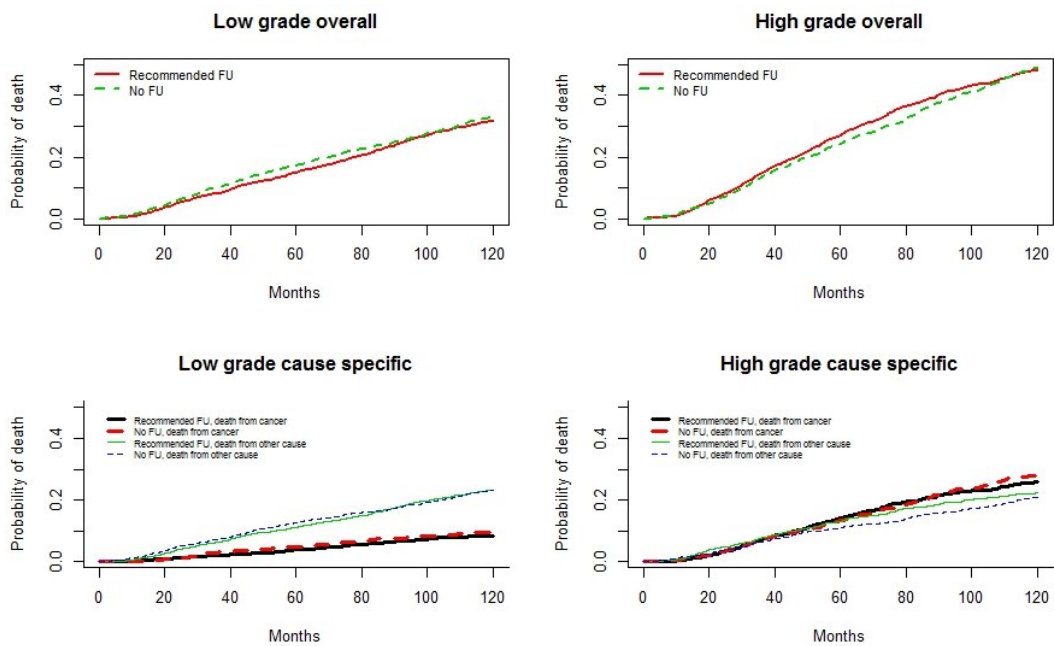 Low grade overall
Probability of death
0.4
0.2
0.0
Recommended FU
No FU
0 20 40 60 80 100 120
Months
High grade overall
Probability of death
0.4
0.2
0.0
Recommended FU
No FU
0 20 40 60 80 100 120
Months
Low grade cause specific
Probability of death
0.4
0.2
0.0
Recommended FU, death from cancer
No FU, death from cancer
Recommended FU, death from other cause
No FU, death from other cause
0 20 40 60 80 100 120
Months
High grade cause specific
Probability of death
0.4
0.2
0.0
Recommended FU, death from cancer
No FU, death from cancer
Recommended FU, death from other cause
No FU, death from other cause
0 20 40 60 80 100 120
Months